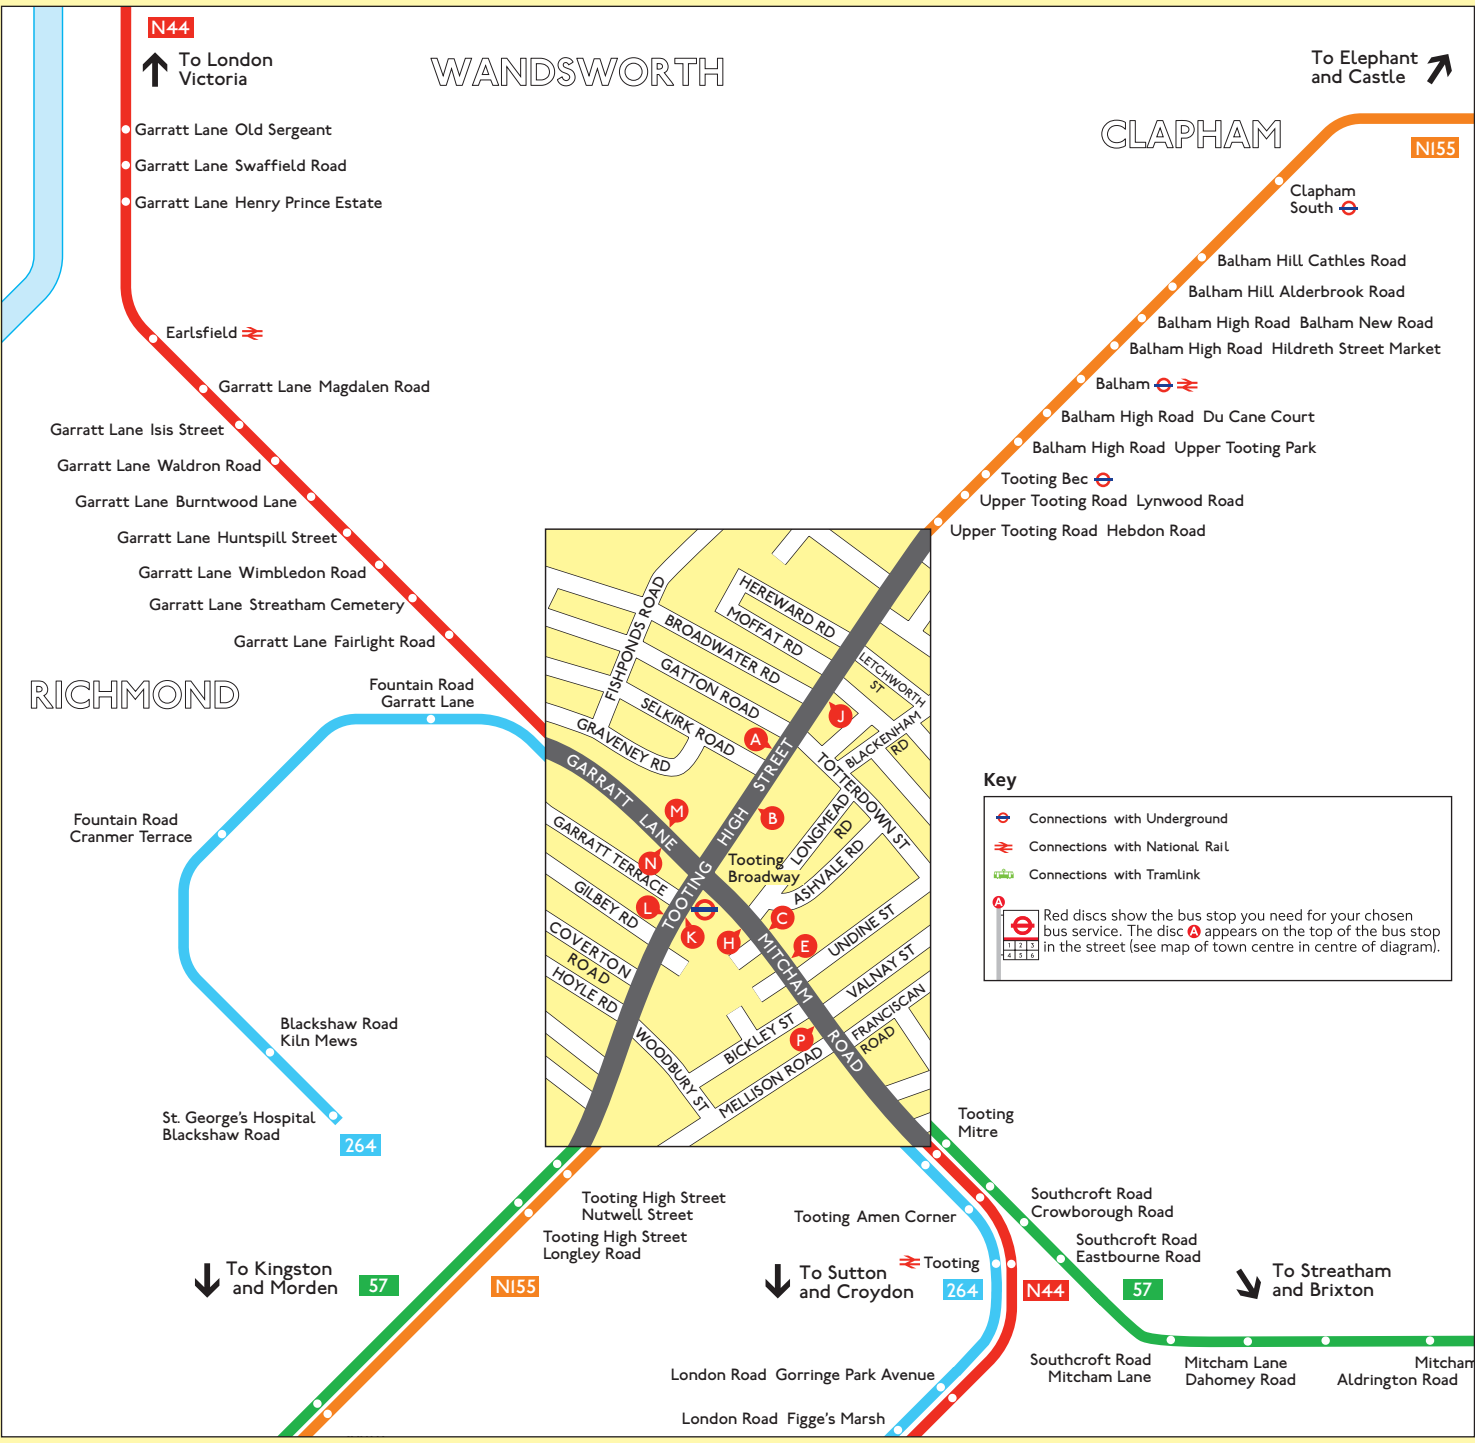 N44
To London
Victoria
WANDSWORTH
To Elephant
and Castle
CLAPHAM
N155
Garratt Lane Old Sergeant
Garratt Lane Swaffield Road
Garratt Lane Henry Prince Estate
Clapham
South
Balham Hill Cathles Road
Balham Hill Alderbrook Road
Balham High Road Balham New Road
Balham High Road Hildreth Street Market
Balham
Balham High Road Du Cane Court
Balham High Road Upper Tooting Park
Tooting Bec
Upper Tooting Road Lynwood Road
Upper Tooting Road Hebdon Road
Earlsfield
Garratt Lane Magdalen Road
Garratt Lane Isis Street
Garratt Lane Waldron Road
Garratt Lane Burntwood Lane
Garratt Lane Huntspill Street
Garratt Lane Wimbledon Road
Garratt Lane Streatham Cemetery
Garratt Lane Fairlight Road
RICHMOND
Fountain Road
Garratt Lane
Fountain Road
Cranmer Terrace
Blackshaw Road
Kiln Mews
St. George's Hospital
Blackshaw Road
264
HEREWARD RD
MOFFAT RD
FISHPONDS ROAD
BROADWATER RD
GATTON ROAD
SELKIRK ROAD
GRAVENEY RD
LETCHWORTH
ST
BLACKENHAM
RD
J
A
TOTTERDOWN ST
GARRATT LANE
TOOTING HIGH STREET
M
B
N
LONGMEAD
RD
ASHVALE RD
Tooting
Broadway
GARRATT TERRACE
GILBEY RD
L
K
H
C
E
COVERTON
ROAD
HOYLE RD
UNDINE ST
VALNAY ST
MITCHAM ROAD
FRANCISCAN
ROAD
BICKLEY ST
P
WOODBURY ST
MELLISON ROAD
Key
Connections with Underground
Connections with National Rail
Connections with Tramlink
A
1 2 3
4 5 6
Red discs show the bus stop you need for your chosen
bus service. The disc A appears on the top of the bus stop
in the street (see map of town centre in centre of diagram).
Tooting
Mitre
Southcroft Road
Crowborough Road
Southcroft Road
Eastbourne Road
Tooting High Street
Nutwell Street
Tooting High Street
Longley Road
To Kingston
and Morden
57
N155
Tooting Amen Corner
Tooting
To Sutton
and Croydon
264
N44
57
To Streatham
and Brixton
London Road Gorringe Park Avenue
London Road Figge's Marsh
Southcroft Road
Mitcham Lane
Mitcham Lane
Dahomey Road
Mitcham
Aldrington Road